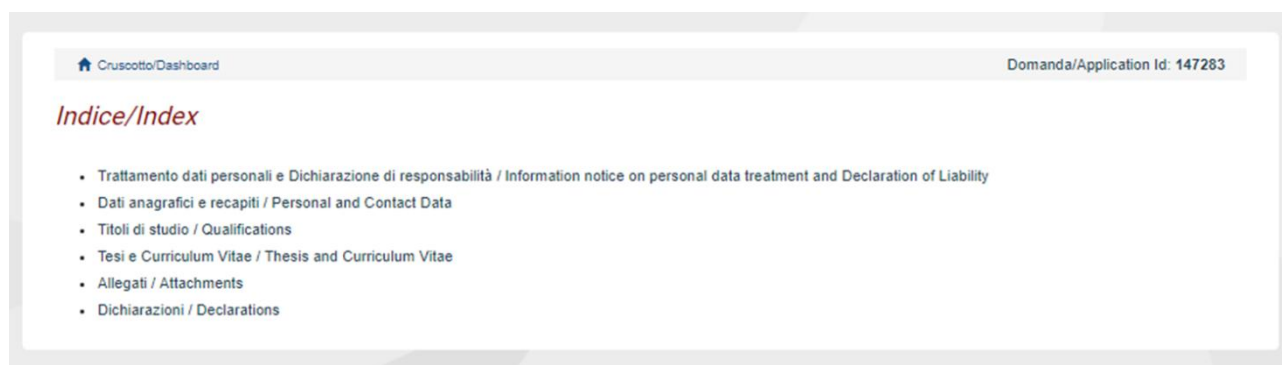 Cruscotto/Dashboard
Domanda/Application Id: 147283
Indice/Index
Trattamento dati personali e Dichiarazione di responsabilità / Information notice on personal data treatment and Declaration of Liability
Dati anagrafici e recapiti / Personal and Contact Data
Titoli di studio / Qualifications
Tesi e Curriculum Vitae / Thesis and Curriculum Vitae
Allegati / Attachments
Dichiarazioni / Declarations